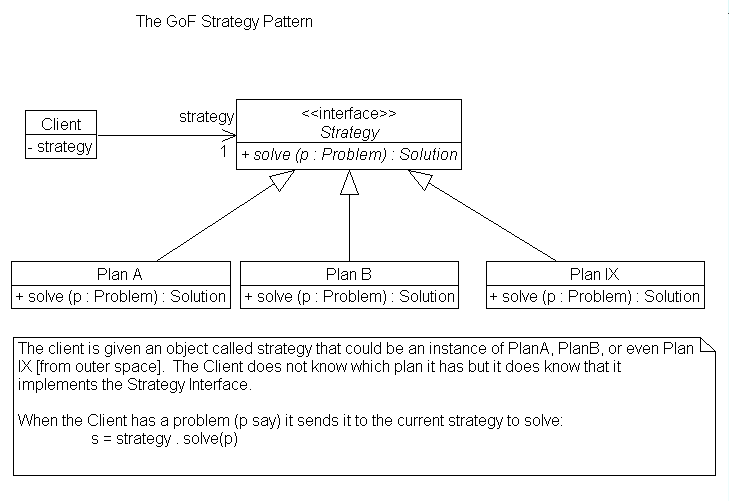 The GoF Strategy Pattern
Client
- strategy
strategy
1
<<interface>>
Strategy
+ solve (p : Problem) : Solution
Plan A
+ solve (p : Problem) : Solution
Plan B
+ solve (p : Problem) : Solution
Plan IX
+ solve (p : Problem) : Solution
The client is given an object called strategy that could be an instance of PlanA, PlanB, or even Plan
IX [from outer space]. The Client does not know which plan it has but it does know that it
implements the Strategy Interface.
When the Client has a problem (p say) it sends it to the current strategy to solve:
s = strategy . solve(p)